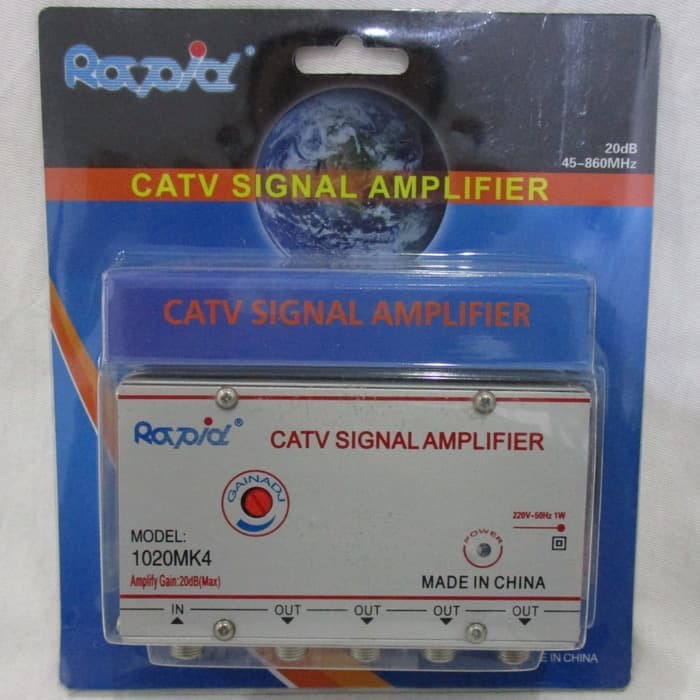 Rapid®
20dB
45-860MHz
CATV SIGNAL AMPLIFIER
CATV SIGNAL AMPLIFIER
Rapid®
CATV SIGNAL AMPLIFIER
GAINADJ
220V-50Hz 1W
MODEL:
1020MK4
POWER
Amplify Gain:20dB(Max)
MADE IN CHINA
IN OUT OUT OUT OUT
E IN CHINA